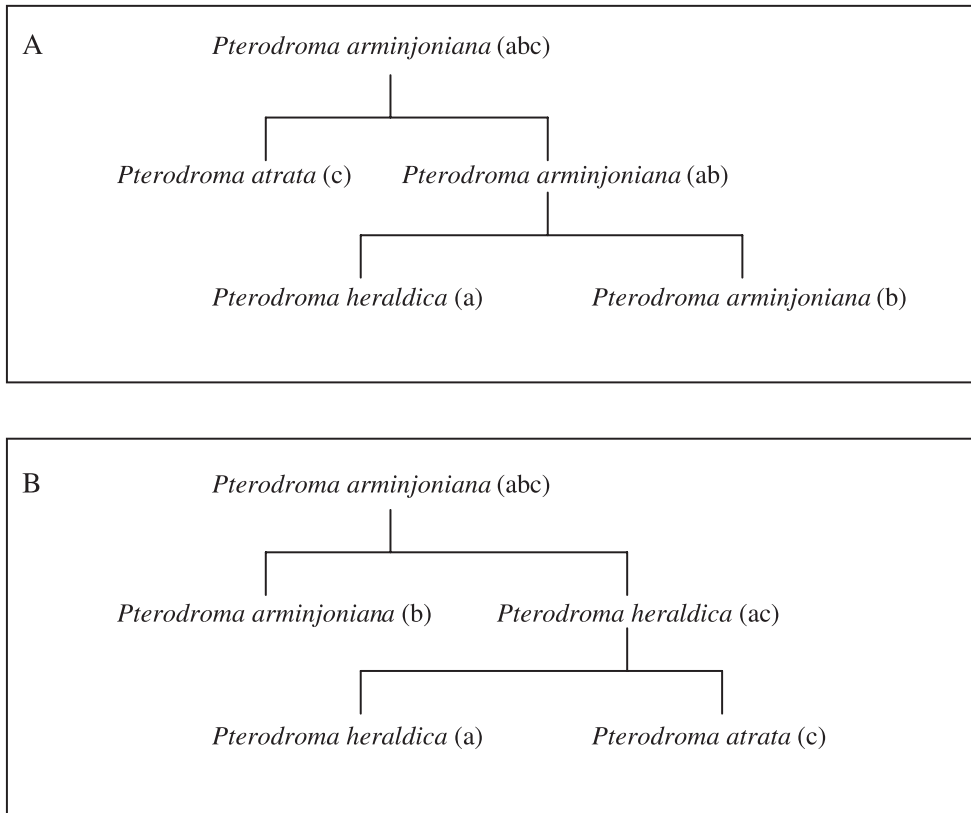 A
Pterodroma arminjoniana (abc)
Pterodroma atrata (c) Pterodroma arminjoniana (ab)
Pterodroma heraldica (a) Pterodroma arminjoniana (b)
B
Pterodroma arminjoniana (abc)
Pterodroma arminjoniana (b) Pterodroma heraldica (ac)
Pterodroma heraldica (a) Pterodroma atrata (c)